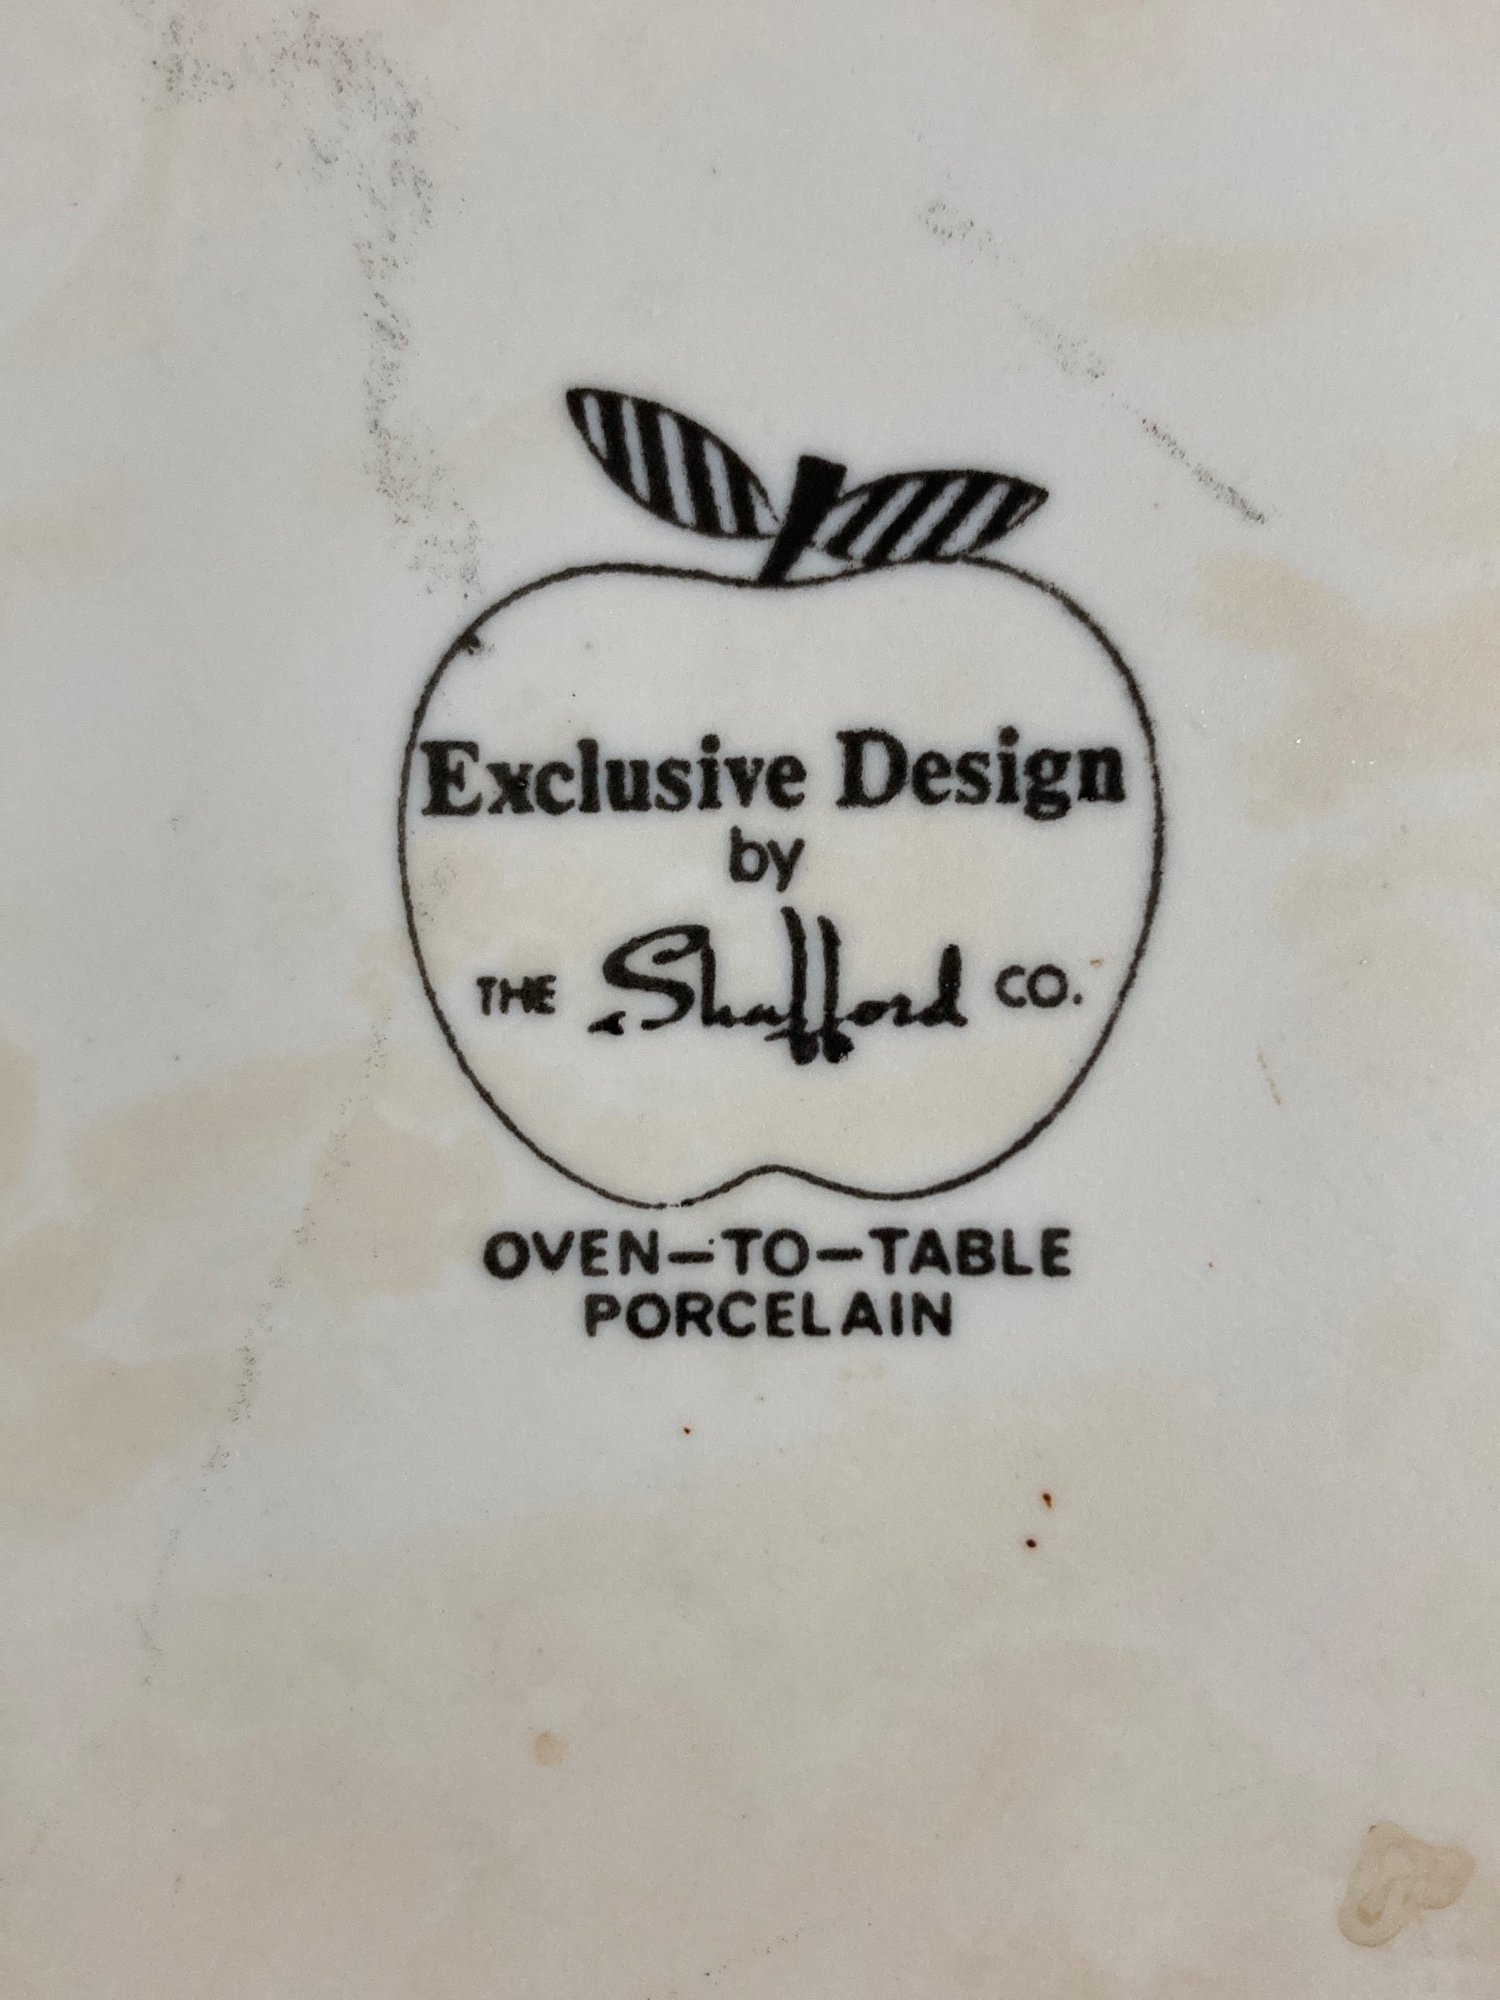 Exclusive Design
by
THE Shafford CO.
OVEN-TO-TABLE
PORCELAIN